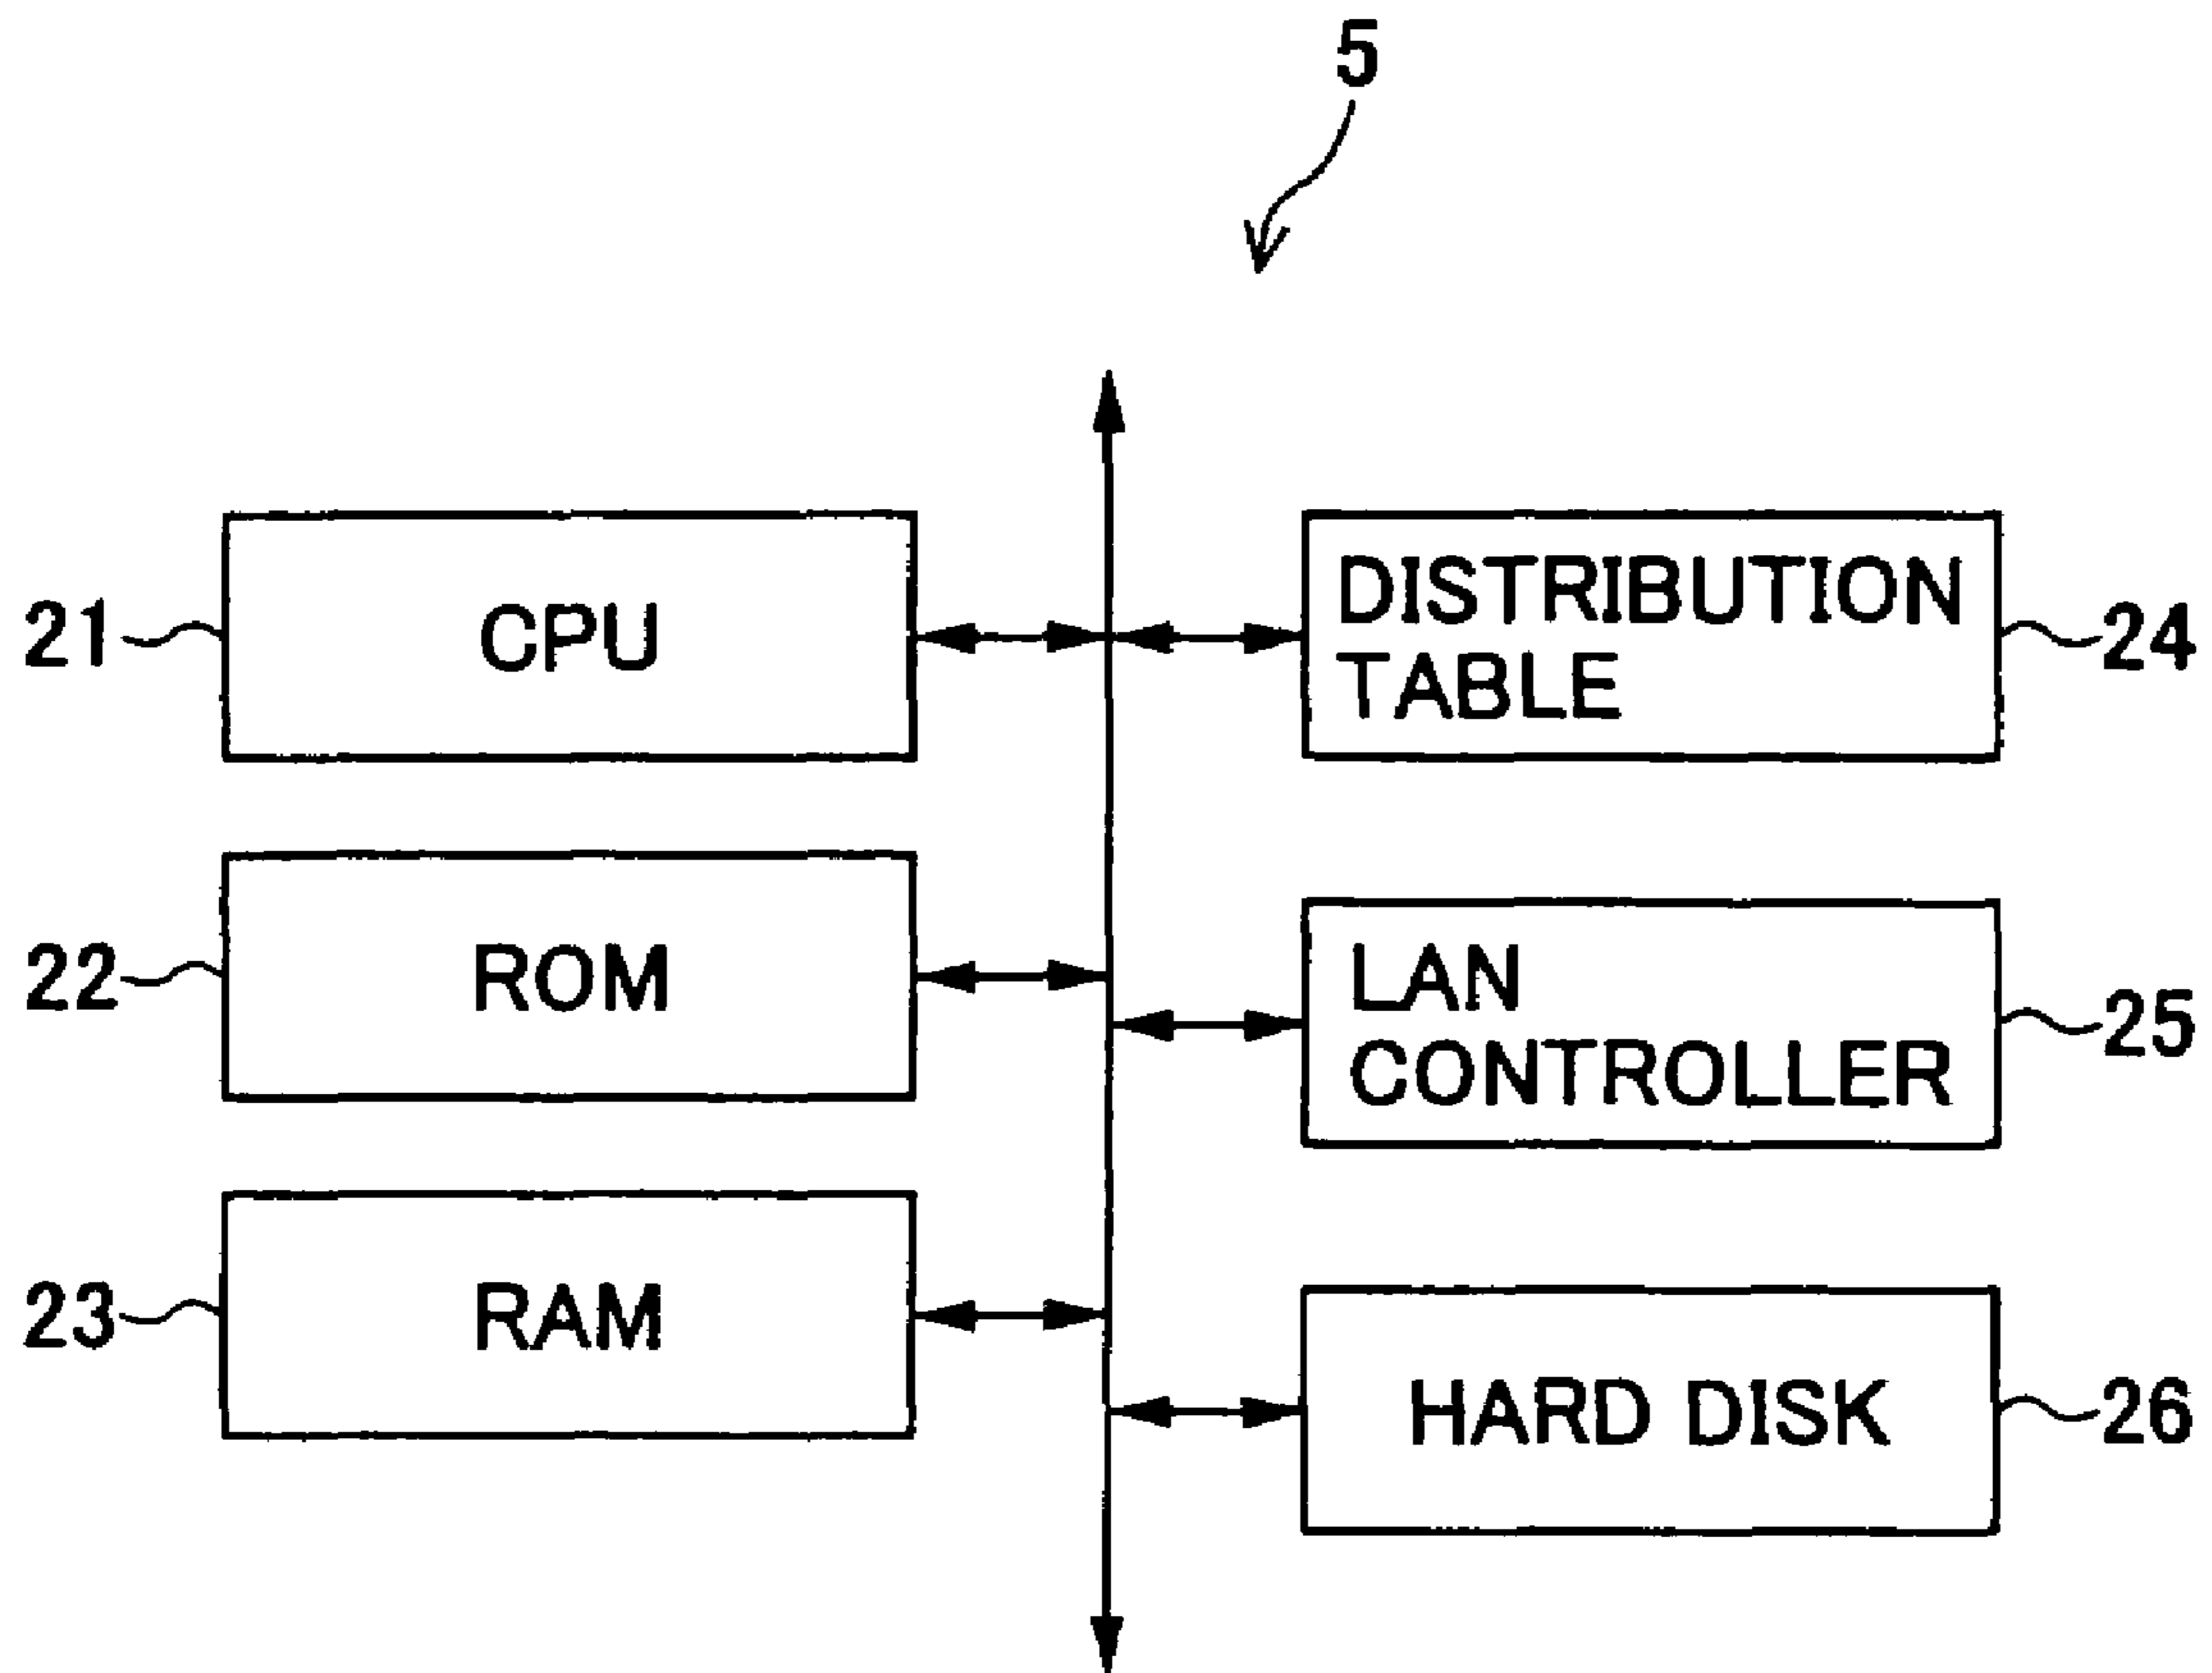 5
21
CPU
DISTRIBUTION
TABLE
24
22
ROM
LAN
CONTROLLER
25
23
RAM
HARD DISK
26